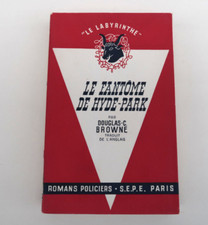 "LE LABYRINTHE"
LE FANTÔME
DE HYDE-PARK
PAR
DOUGLAS-C.
BROWNE
TRADUIT
DE L'ANGLAIS
ROMANS POLICIERS - S.E.P.E. PARIS